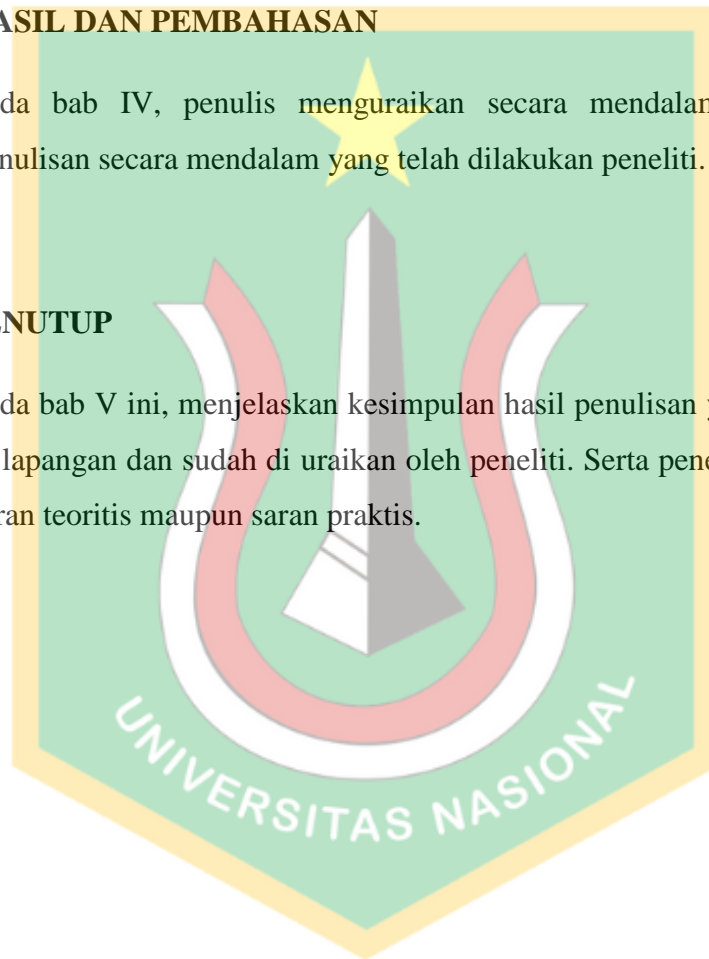 ASIL DAN PEMBAHASAN
da bab IV, penulis menguraikan secara mendalam
nulisan secara mendalam yang telah dilakukan peneliti.
ENUTUP
da bab V ini, menjelaskan kesimpulan hasil penulisan y
lapangan dan sudah di uraikan oleh peneliti. Serta pene
ran teoritis maupun saran praktis.
UNIVERSITAS NASIONAL